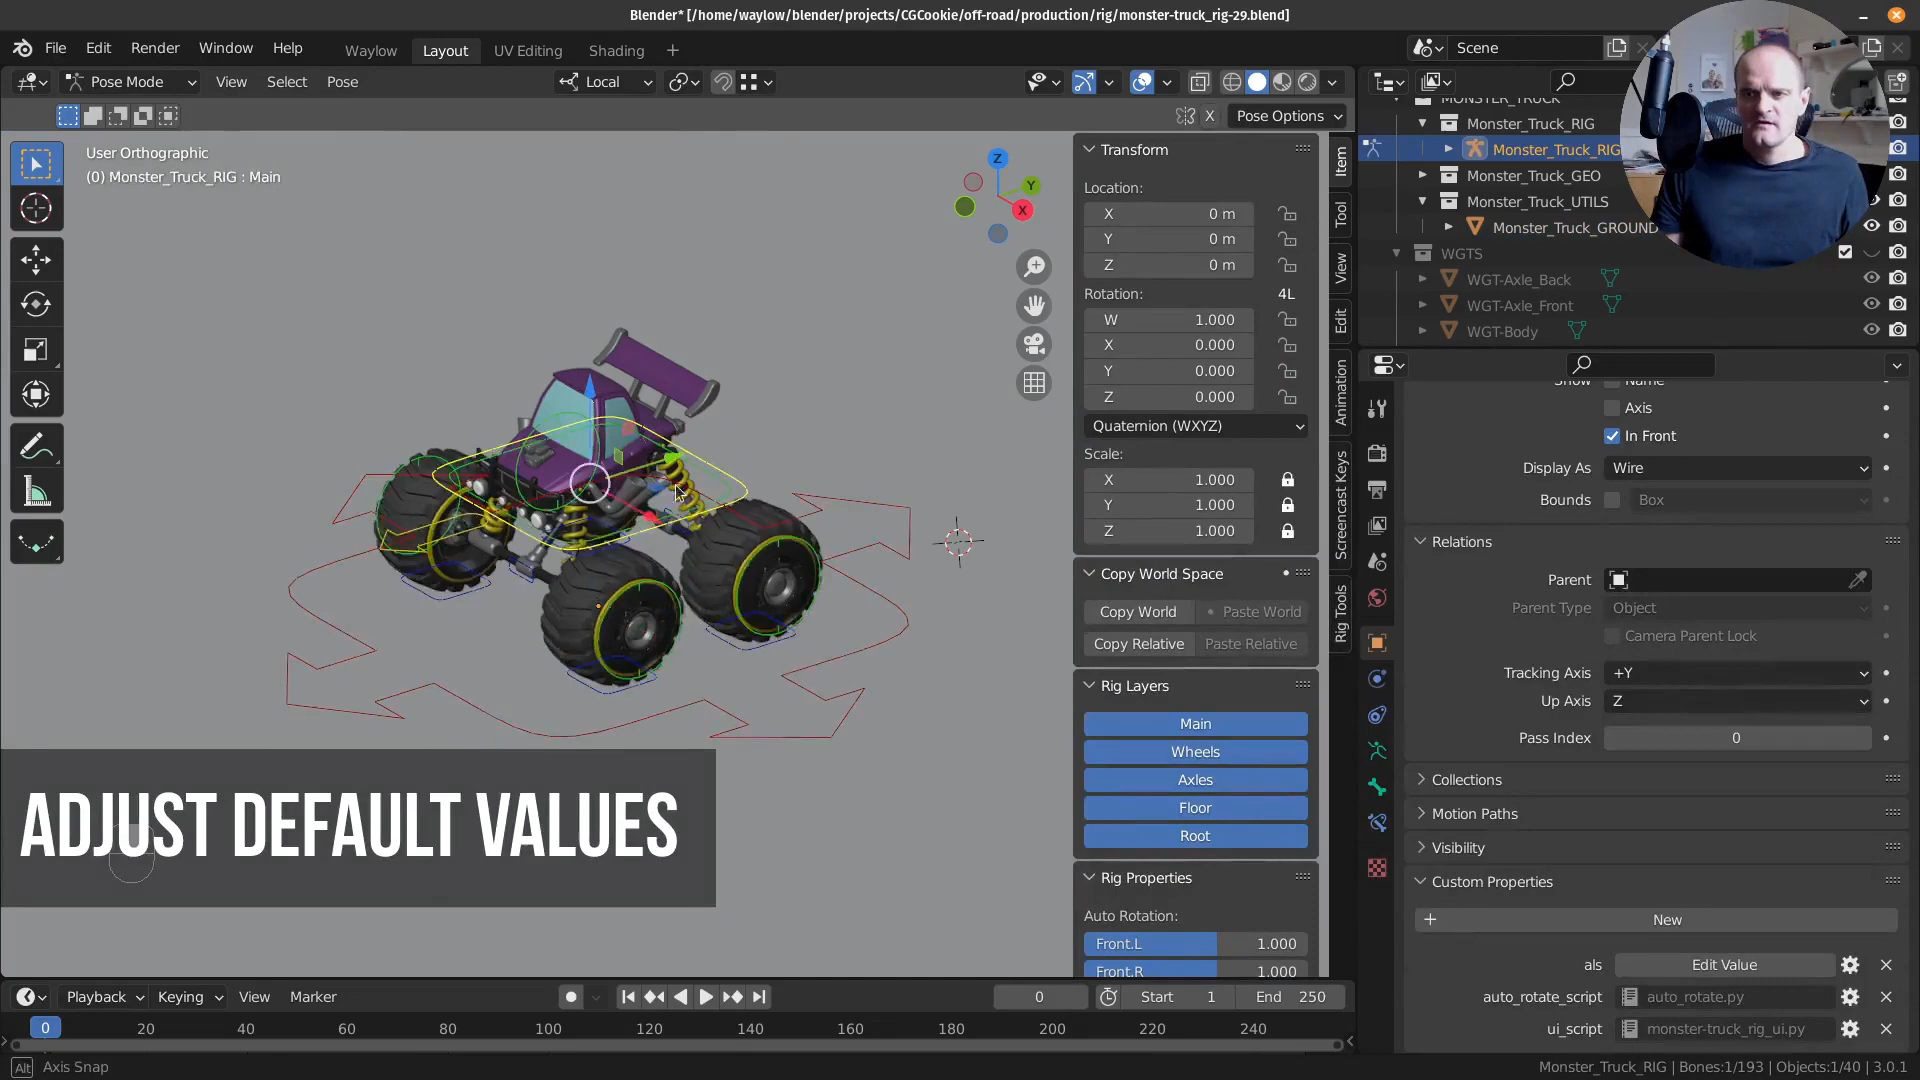 Blender* [/home/waylow/blender/projects/CGCookie/off-road/production/rig/monster-truck_rig-29.blend]
File Edit Render Window Help
Waylow Layout UV Editing Shading
Scene
Pose Mode View Select Pose
Local
X Pose Options
User Orthographic
(0) Monster_Truck_RIG : Main
Z
Y
X
Transform
Location:
X 0 m
Y 0 m
Z 0 m
Rotation: 4L
W 1.000
X 0.000
Y 0.000
Z 0.000
Quaternion (WXYZ)
Scale:
X 1.000
Y 1.000
Z 1.000
Copy World Space
Copy World Paste World
Copy Relative Paste Relative
Rig Layers
Main
Wheels
Axles
Floor
Root
Rig Properties
Auto Rotation:
Front.L 1.000
Front.R 1.000
Item
Tool
View
Edit
Animation
Screencast Keys
Rig Tools
MONSTER_TRUCK
Monster_Truck_RIG
Monster_Truck_RIG
Monster_Truck_GEO
Monster_Truck_UTILS
Monster_Truck_GROUND
WGTS
WGT-Axle_Back
WGT-Axle_Front
WGT-Body
Show Name
Axis
In Front
Display As Wire
Bounds Box
Relations
Parent
Parent Type Object
Camera Parent Lock
Tracking Axis +Y
Up Axis Z
Pass Index 0
Collections
Motion Paths
Visibility
Custom Properties
New
als Edit Value
auto_rotate_script auto_rotate.py
ui_script monster-truck_rig_ui.py
ADJUST DEFAULT VALUES
Playback Keying View Marker
0 Start 1 End 250
0 20 40 60 80 100 120 140 160 180 200 220 240
Alt Axis Snap
Monster_Truck_RIG | Bones:1/193 | Objects:1/40 | 3.0.1